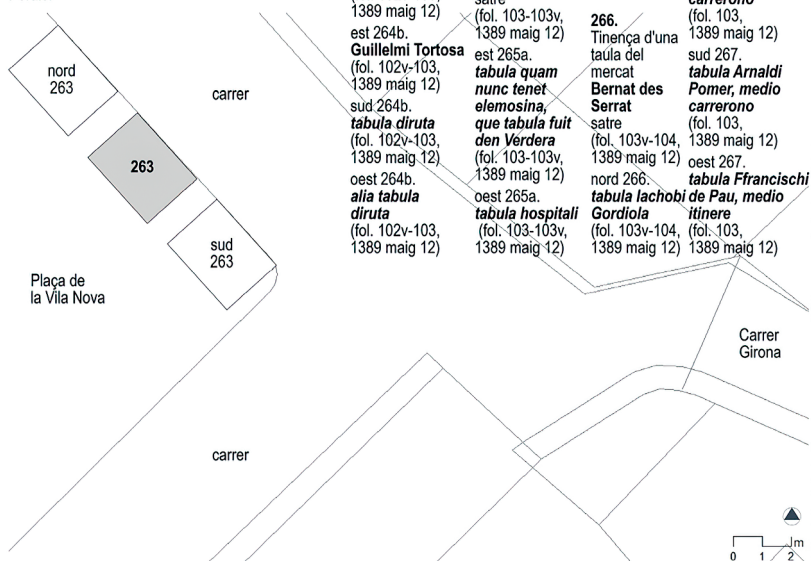 1389 maig 12)
est 264b.
Guillelmi Tortosa
(fol. 102v-103,
1389 maig 12)
sud 264b.
tabula diruta
(fol. 102v-103,
1389 maig 12)
oest 264b.
alia tabula
diruta
(fol. 102v-103,
1389 maig 12)
satre
(fol. 103-103v,
1389 maig 12)
est 265a.
tabula quam
nunc tenet
elemosina,
que tabula fuit
den Verdera
(fol. 103-103v,
1389 maig 12)
oest 265a.
tabula hospitali
(fol. 103-103v,
1389 maig 12)
266.
Tinença d'una
taula del
mercat
Bernat des
Serrat
satre
(fol. 103v-104,
1389 maig 12)
nord 266.
tabula Iachobi
Gordiola
(fol. 103v-104,
1389 maig 12)
carrerono
(fol. 103,
1389 maig 12)
sud 267.
tabula Arnaldi
Pomer, medio
carrerono
(fol. 103,
1389 maig 12)
oest 267.
tabula Ffrancischi
de Pau, medio
itinere
(fol. 103,
1389 maig 12)
nord
263
carrer
263
sud
263
Plaça de
la Vila Nova
Carrer
Girona
carrer
m
0 1 2